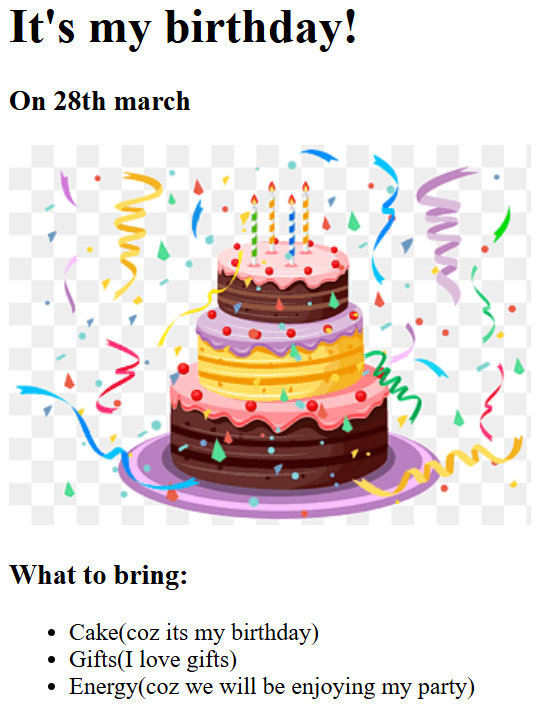 It's my birthday!
On 28th march
What to bring:
Cake(coz its my birthday)
Gifts(I love gifts)
Energy(coz we will be enjoying my party)